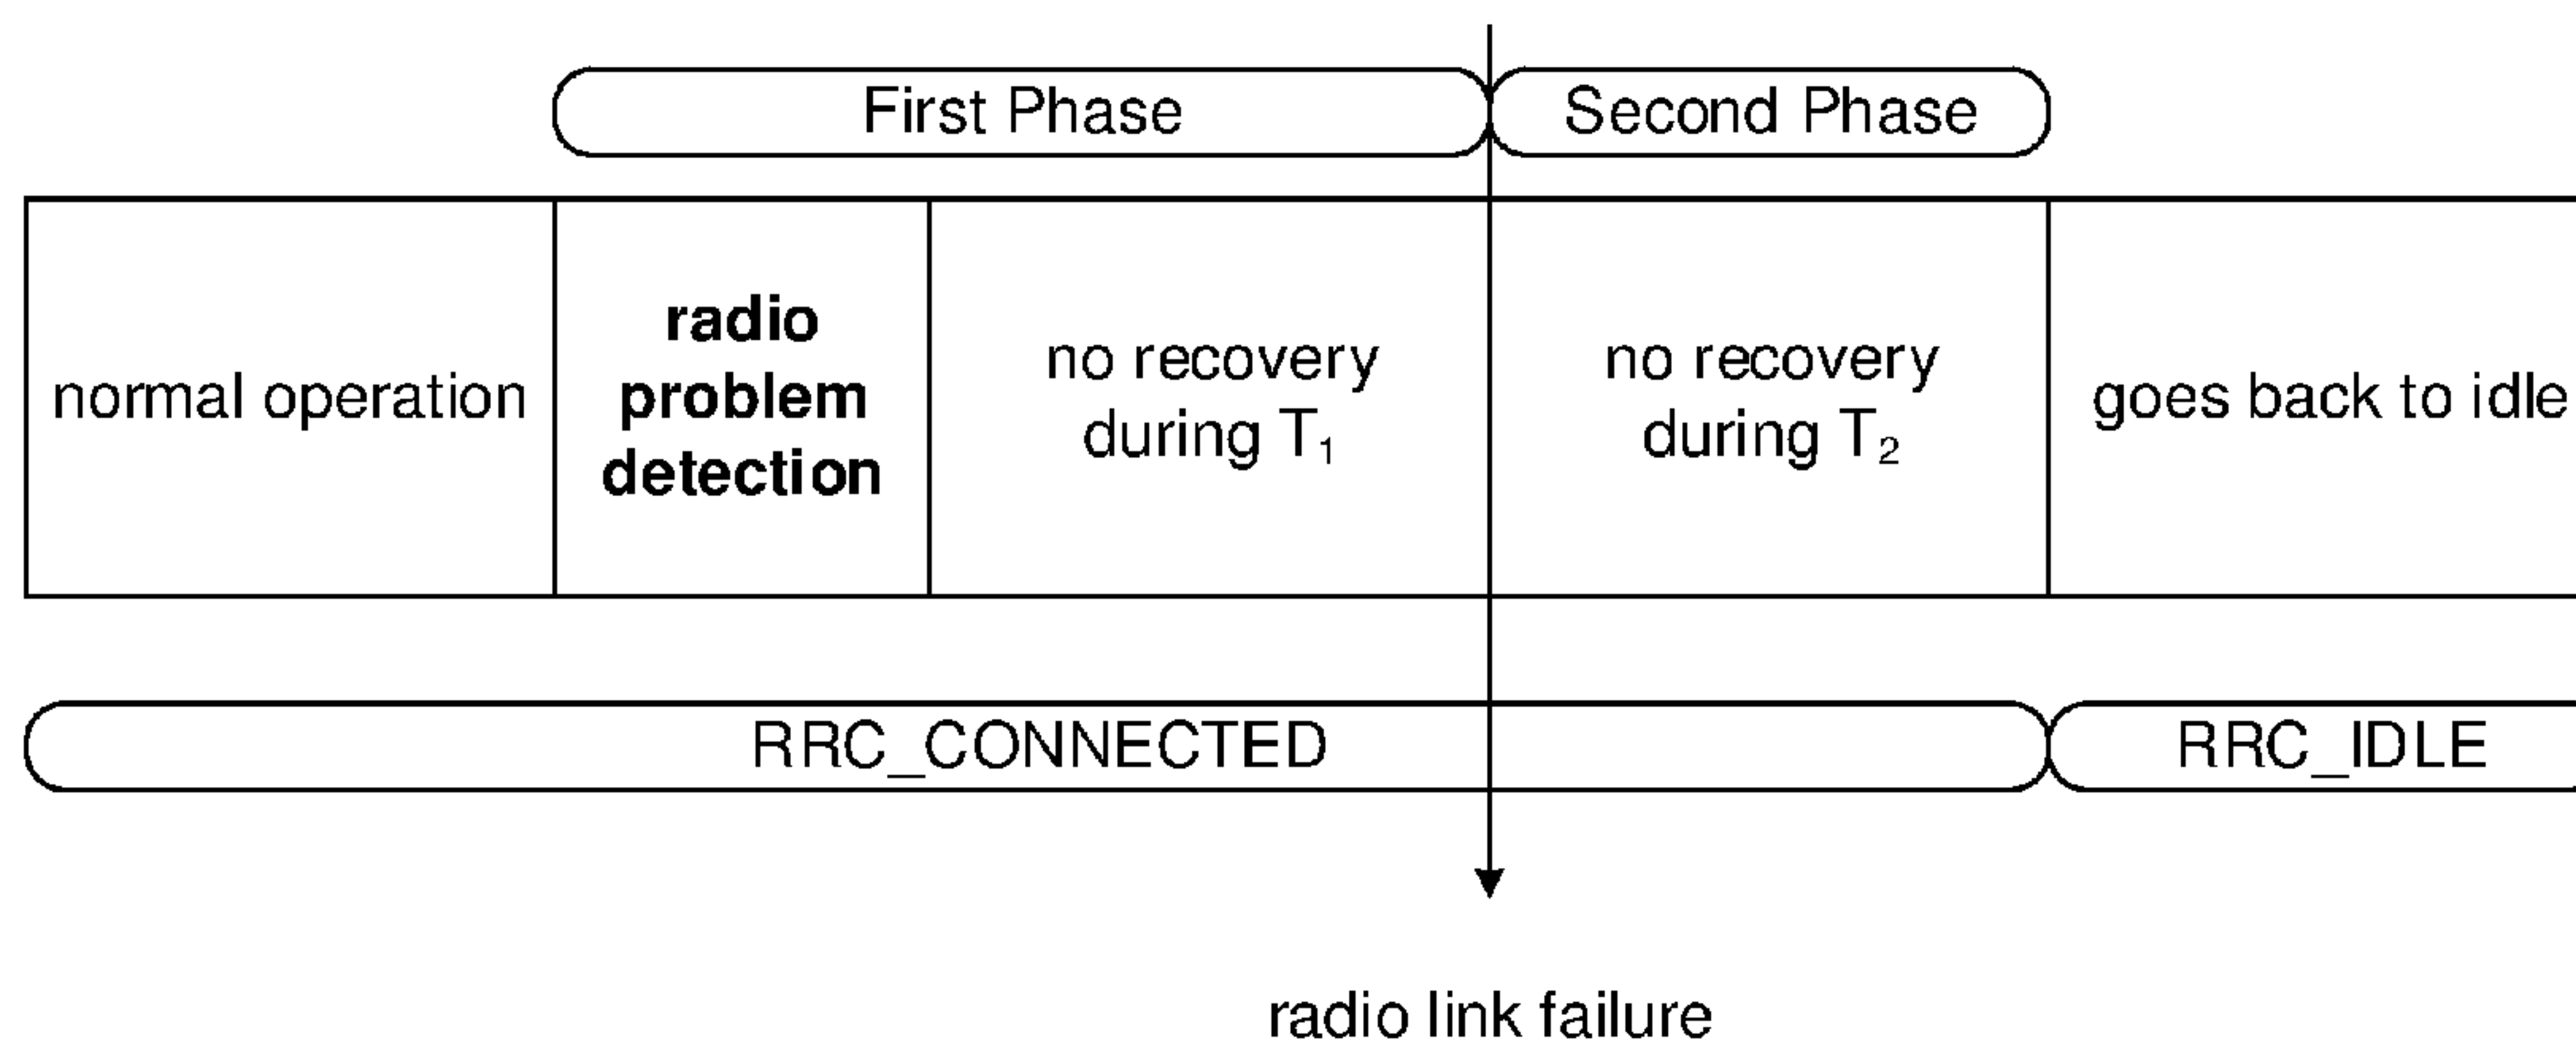 First Phase
Second Phase
normal operation
radio
problem
detection
no recovery
during T₁
no recovery
during T₂
goes back to idle
RRC_CONNECTED
RRC_IDLE
radio link failure